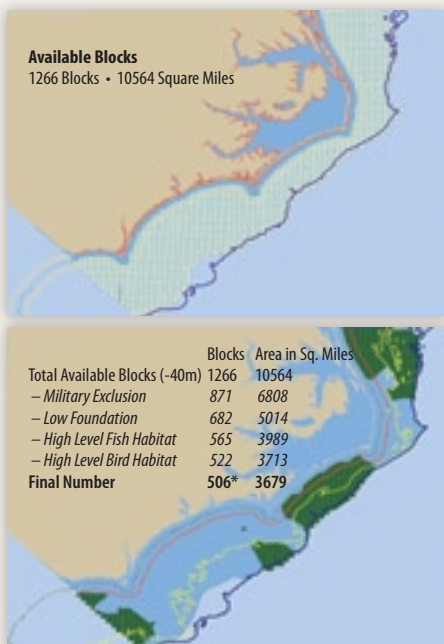 Available Blocks
1266 Blocks • 10564 Square Miles
Blocks Area in Sq. Miles
Total Available Blocks (-40m) 1266 10564
– Military Exclusion 871 6808
– Low Foundation 682 5014
– High Level Fish Habitat 565 3989
– High Level Bird Habitat 522 3713
Final Number 506* 3679